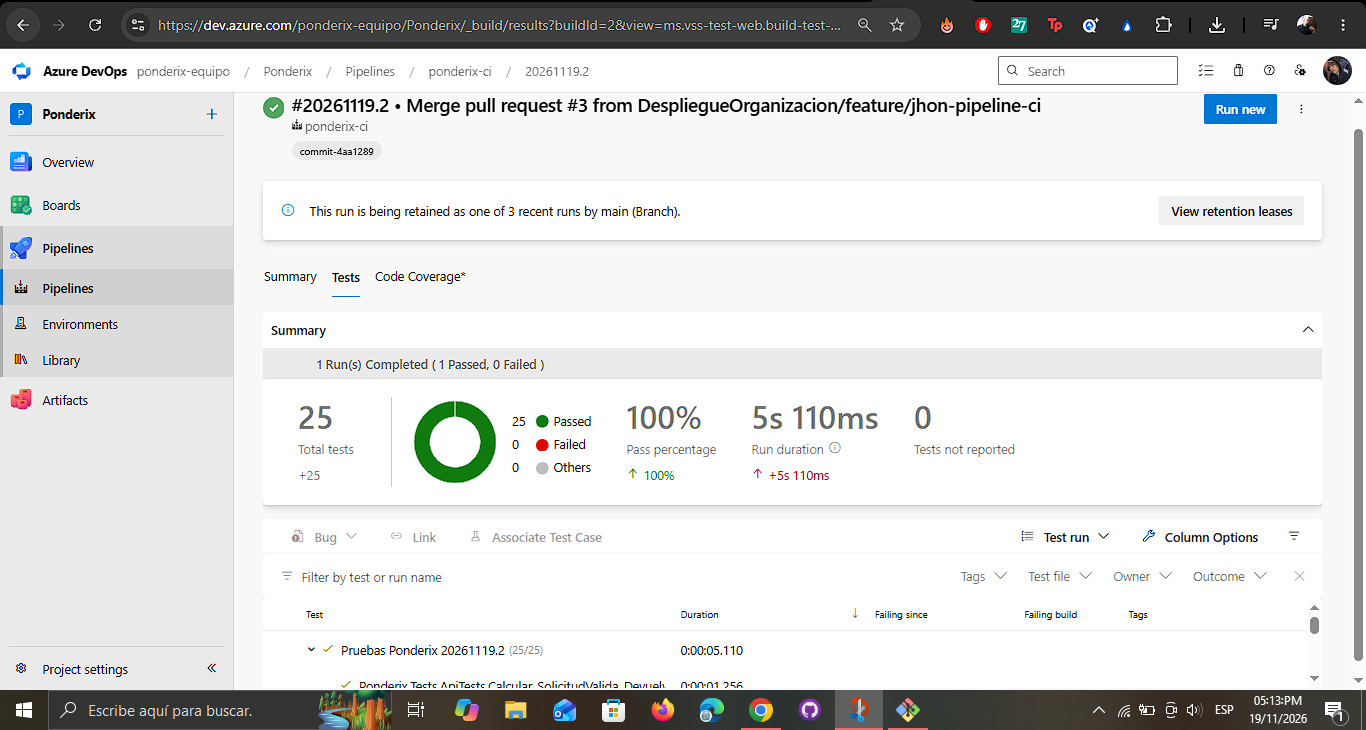 https://dev.azure.com/ponderix-equipo/Ponderix/_build/results?buildId=2&view=ms.vss-test-web.build-test-...
27
Tp
Azure DevOps ponderix-equipo / Ponderix / Pipelines / ponderix-ci / 20261119.2
Search
P Ponderix
Overview
Boards
Pipelines
Pipelines
Environments
Library
Artifacts
Project settings
#20261119.2 • Merge pull request #3 from DespliegueOrganizacion/feature/jhon-pipeline-ci
ponderix-ci
commit-4aa1289
Run new
This run is being retained as one of 3 recent runs by main (Branch).
View retention leases
Summary Tests Code Coverage*
Summary
1 Run(s) Completed ( 1 Passed, 0 Failed )
25
Total tests
+25
25 Passed
0 Failed
0 Others
100%
Pass percentage
100%
5s 110ms
Run duration
+5s 110ms
0
Tests not reported
Bug Link Associate Test Case
Test run Column Options
Filter by test or run name
Tags Test file Owner Outcome
Test Duration Failing since Failing build Tags
Pruebas Ponderix 20261119.2 (25/25) 0:00:05.110
Ponderix.Tests.ApiTests.Calcular_SolicitudValida_Devuelv 0:00:01.256
Escribe aquí para buscar.
ESP
05:13:PM
19/11/2026
1